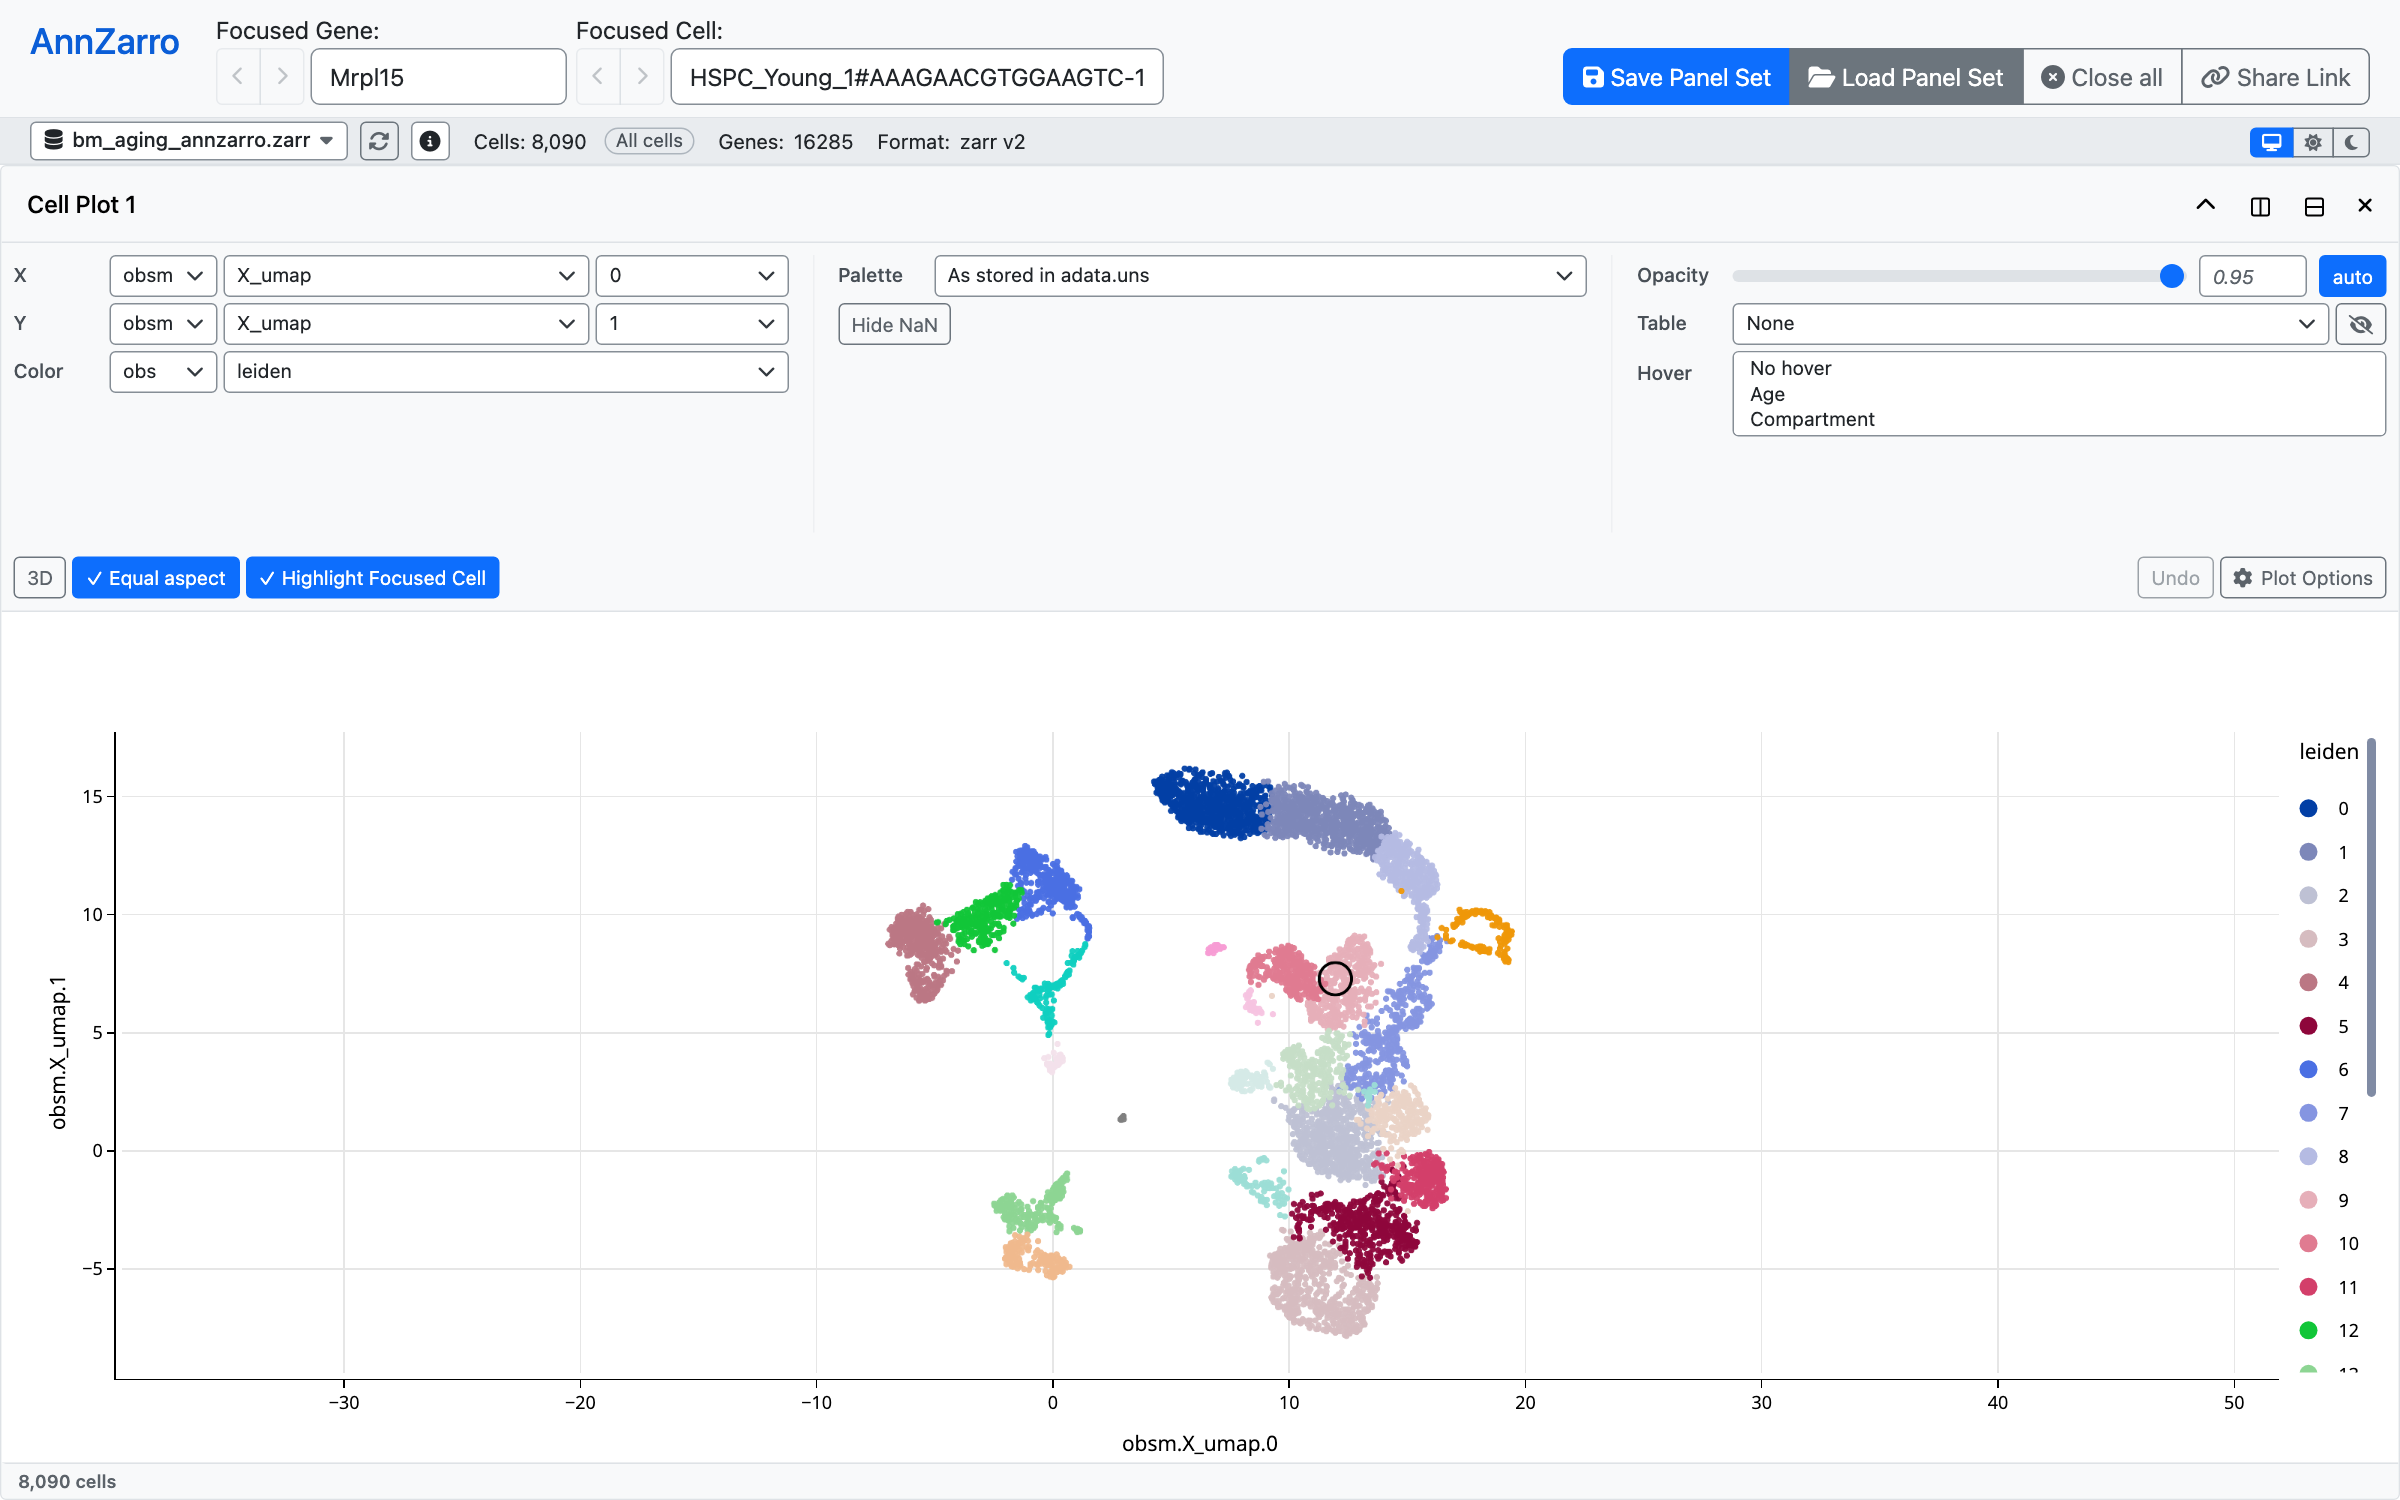 AnnZarro
Focused Gene:
Focused Cell:
Mrpl15
HSPC_Young_1#AAAGAACGTGGAAGTC-1
Save Panel Set
Load Panel Set
Close all
Share Link
bm_aging_annzarro.zarr
Cells: 8,090
All cells
Genes: 16285
Format: zarr v2
Cell Plot 1
X
obsm
X_umap
0
Y
obsm
X_umap
1
Color
obs
leiden
Palette
As stored in adata.uns
Hide NaN
Opacity
0.95
auto
Table
None
Hover
No hover
Age
Compartment
3D
✓ Equal aspect
✓ Highlight Focused Cell
Undo
Plot Options
15
10
5
0
−5
obsm.X_umap.1
−30
−20
−10
0
10
20
30
40
50
obsm.X_umap.0
leiden
0
1
2
3
4
5
6
7
8
9
10
11
12
8,090 cells